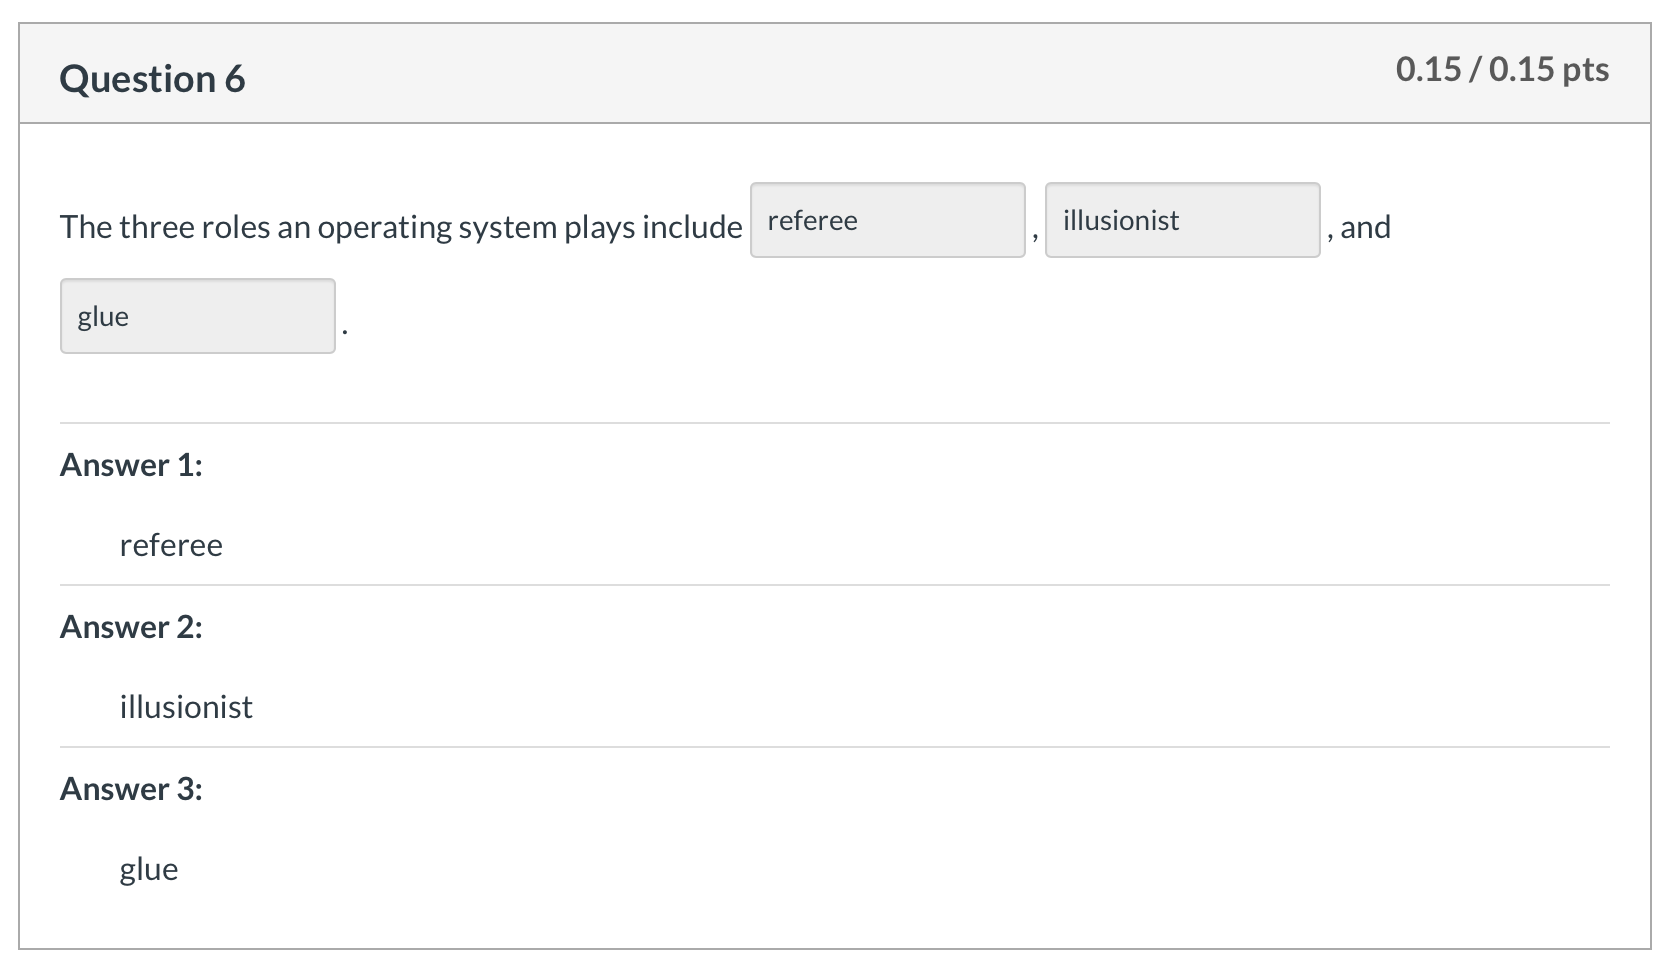 Question 6
0.15 / 0.15 pts
The three roles an operating system plays include referee , illusionist , and
glue .
Answer 1:
referee
Answer 2:
illusionist
Answer 3:
glue